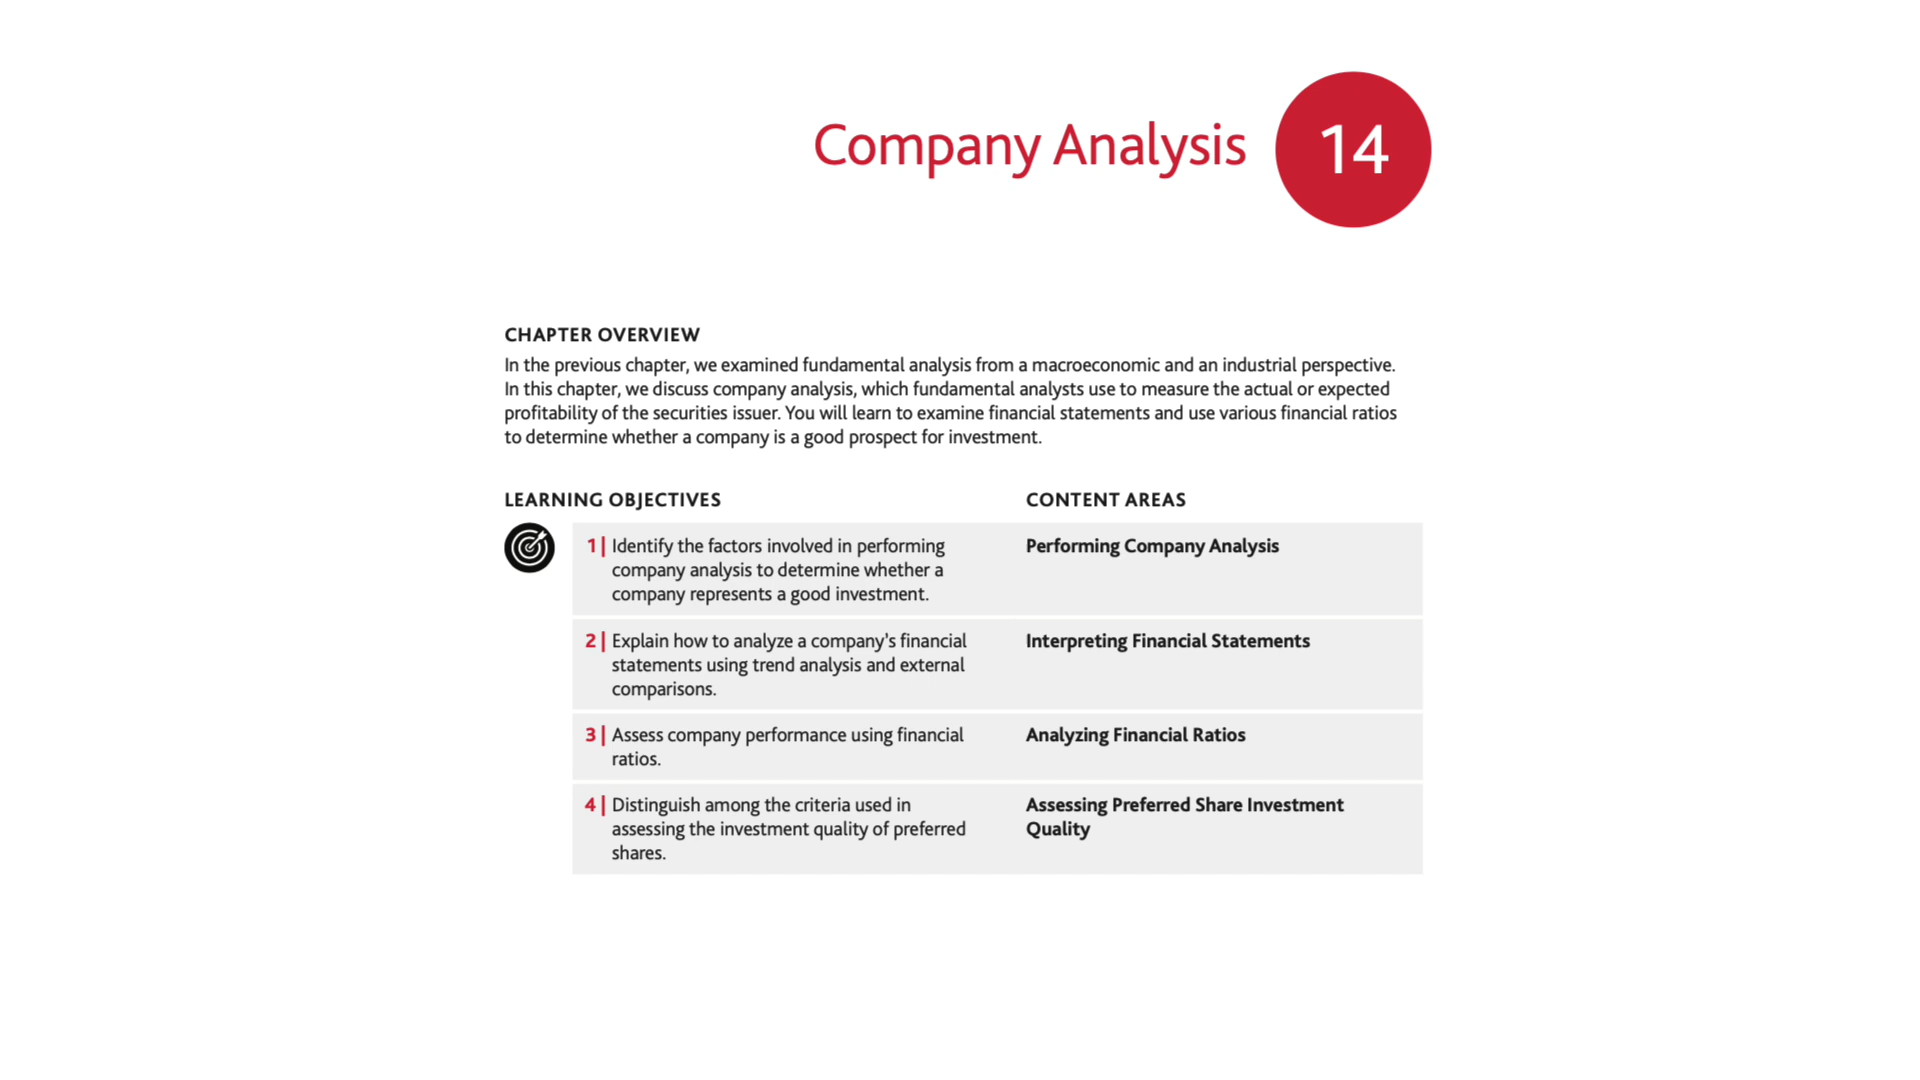 Company Analysis
14
CHAPTER OVERVIEW
In the previous chapter, we examined fundamental analysis from a macroeconomic and an industrial perspective.
In this chapter, we discuss company analysis, which fundamental analysts use to measure the actual or expected
profitability of the securities issuer. You will learn to examine financial statements and use various financial ratios
to determine whether a company is a good prospect for investment.
LEARNING OBJECTIVES
CONTENT AREAS
1 | Identify the factors involved in performing
company analysis to determine whether a
company represents a good investment.
Performing Company Analysis
2 | Explain how to analyze a company's financial
statements using trend analysis and external
comparisons.
Interpreting Financial Statements
3 | Assess company performance using financial
ratios.
Analyzing Financial Ratios
4 | Distinguish among the criteria used in
assessing the investment quality of preferred
shares.
Assessing Preferred Share Investment
Quality